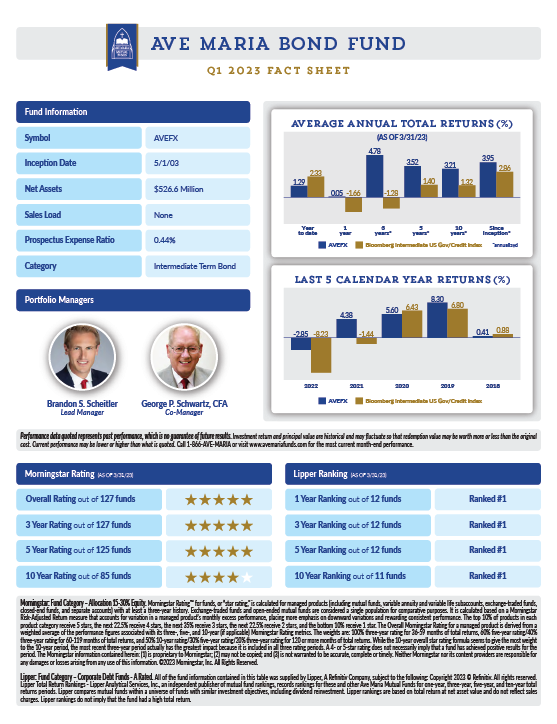 AVE MARIA BOND FUND
Q1 2023 FACT SHEET
Fund Information
Symbol AVEFX
Inception Date 5/1/03
Net Assets $526.6 Million
Sales Load None
Prospectus Expense Ratio 0.44%
Category Intermediate Term Bond
Portfolio Managers
Brandon S. Scheitler
Lead Manager
George P. Schwartz, CFA
Co-Manager
AVERAGE ANNUAL TOTAL RETURNS (%)
(AS OF 3/31/23)
1.29 2.33 0.05 -1.66 4.78 -1.28 3.52 1.40 3.21 1.32 3.95 2.86
Year to date 1 year 6 years* 5 years* 10 years* Since Inception*
AVEFX Bloomberg Intermediate US Gov/Credit Index *annualized
LAST 5 CALENDAR YEAR RETURNS (%)
-2.85 -8.23 4.38 -1.44 5.60 6.43 8.30 6.80 0.41 0.88
2022 2021 2020 2019 2018
AVEFX Bloomberg Intermediate US Gov/Credit Index
Performance data quoted represents past performance, which is no guarantee of future results. Investment return and principal value are historical and may fluctuate so that redemption value may be worth more or less than the original
cost. Current performance may be lower or higher than what is quoted. Call 1-866-AVE-MARIA or visit www.avemariafunds.com for the most current month-end performance.
Morningstar Rating (AS OF 3/31/23)
Overall Rating out of 127 funds
3 Year Rating out of 127 funds
5 Year Rating out of 125 funds
10 Year Rating out of 85 funds
Lipper Ranking (AS OF 3/31/23)
1 Year Ranking out of 12 funds Ranked #1
3 Year Ranking out of 12 funds Ranked #1
5 Year Ranking out of 12 funds Ranked #1
10 Year Ranking out of 11 funds Ranked #1
Morningstar: Fund Category - Allocation 15-30% Equity. Morningstar Rating™ for funds, or "star rating," is calculated for managed products (including mutual funds, variable annuity and variable life subaccounts, exchange-traded funds,
closed-end funds, and separate accounts) with at least a three-year history. Exchange-traded funds and open-ended mutual funds are considered a single population for comparative purposes. It is calculated based on a Morningstar
Risk-Adjusted Return measure that accounts for variation in a managed product's monthly excess performance, placing more emphasis on downward variations and rewarding consistent performance. The top 10% of products in each
product category receive 5 stars, the next 22.5% receive 4 stars, the next 35% receive 3 stars, the next 22.5% receive 2 stars, and the bottom 10% receive 1 star. The Overall Morningstar Rating for a managed product is derived from a
weighted average of the performance figures associated with its three-, five-, and 10-year (if applicable) Morningstar Rating metrics. The weights are: 100% three-year rating for 36-59 months of total returns, 60% five-year rating/40%
three-year rating for 60-119 months of total returns, and 50% 10-year rating/30% five-year rating/20% three-year rating for 120 or more months of total returns. While the 10-year overall star rating formula seems to give the most weight
to the 10-year period, the most recent three-year period actually has the greatest impact because it is included in all three rating periods. A 4- or 5-star rating does not necessarily imply that a fund has achieved positive results for the
period. The Morningstar information contained herein: (1) is proprietary to Morningstar; (2) may not be copied; and (3) is not warranted to be accurate, complete or timely. Neither Morningstar nor its content providers are responsible for
any damages or losses arising from any use of this information. ©2023 Morningstar, Inc. All Rights Reserved.
Lipper: Fund Category – Corporate Debt Funds - A Rated. All of the fund information contained in this table was supplied by Lipper, A Refinitiv Company, subject to the following: Copyright 2023 © Refinitiv. All rights reserved.
Lipper Total Return Rankings – Lipper Analytical Services, Inc., an independent publisher of mutual fund rankings, records rankings for these and other Ave Maria Mutual Funds for one-year, three-year, five-year, and ten-year total
returns periods. Lipper compares mutual funds within a universe of funds with similar investment objectives, including dividend reinvestment. Lipper rankings are based on total return at net asset value and do not reflect sales
charges. Lipper rankings do not imply that the fund had a high total return.